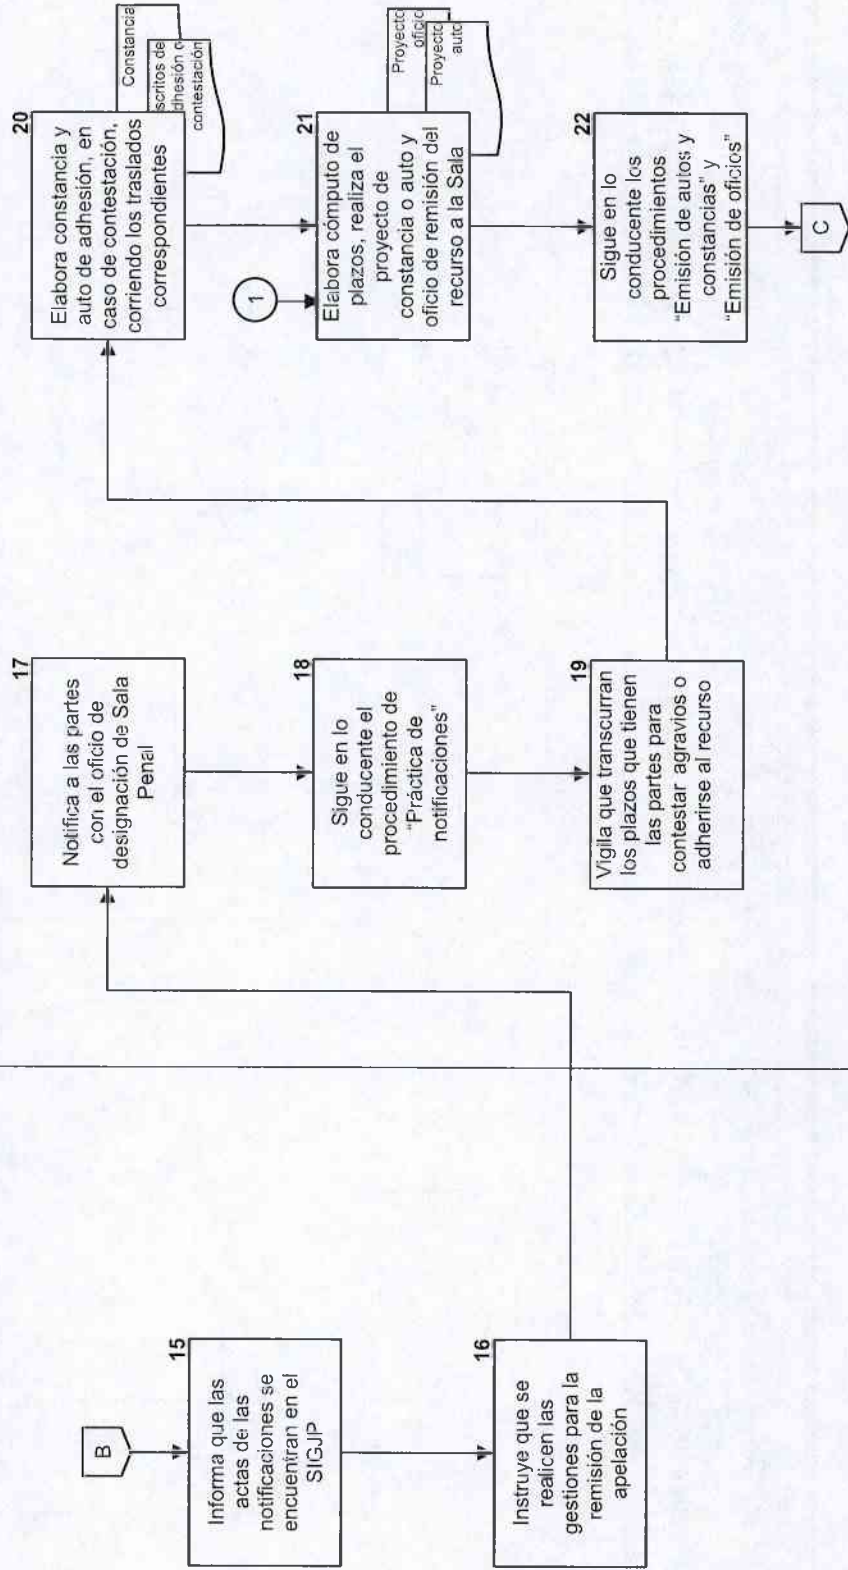 B
15
Informa que las
actas de las
notificaciones se
encuentran en el
SIGJP
16
Instruye que se
realicen las
gestiones para la
remisión de la
apelación
17
Notifica a las partes
con el oficio de
designación de Sala
Penal
18
Sigue en lo
conducente el
procedimiento de
“Práctica de
notificaciones”
19
Vigila que transcurran
los plazos que tienen
las partes para
contestar agravios o
adherirse al recurso
20
Elabora constancia y
auto de adhesión, en
caso de contestación,
corriendo los traslados
correspondientes
Constancia
scritos de
dhesión o
contestación
1
21
Elabora cómputo de
plazos, realiza el
proyecto de
constancia o auto y
oficio de remisión del
recurso a la Sala
Proyecto
oficio
Proyecto
auto
22
Sigue en lo
conducente los
procedimientos
“Emisión de autos y
constancias” y
“Emisión de oficios”
C